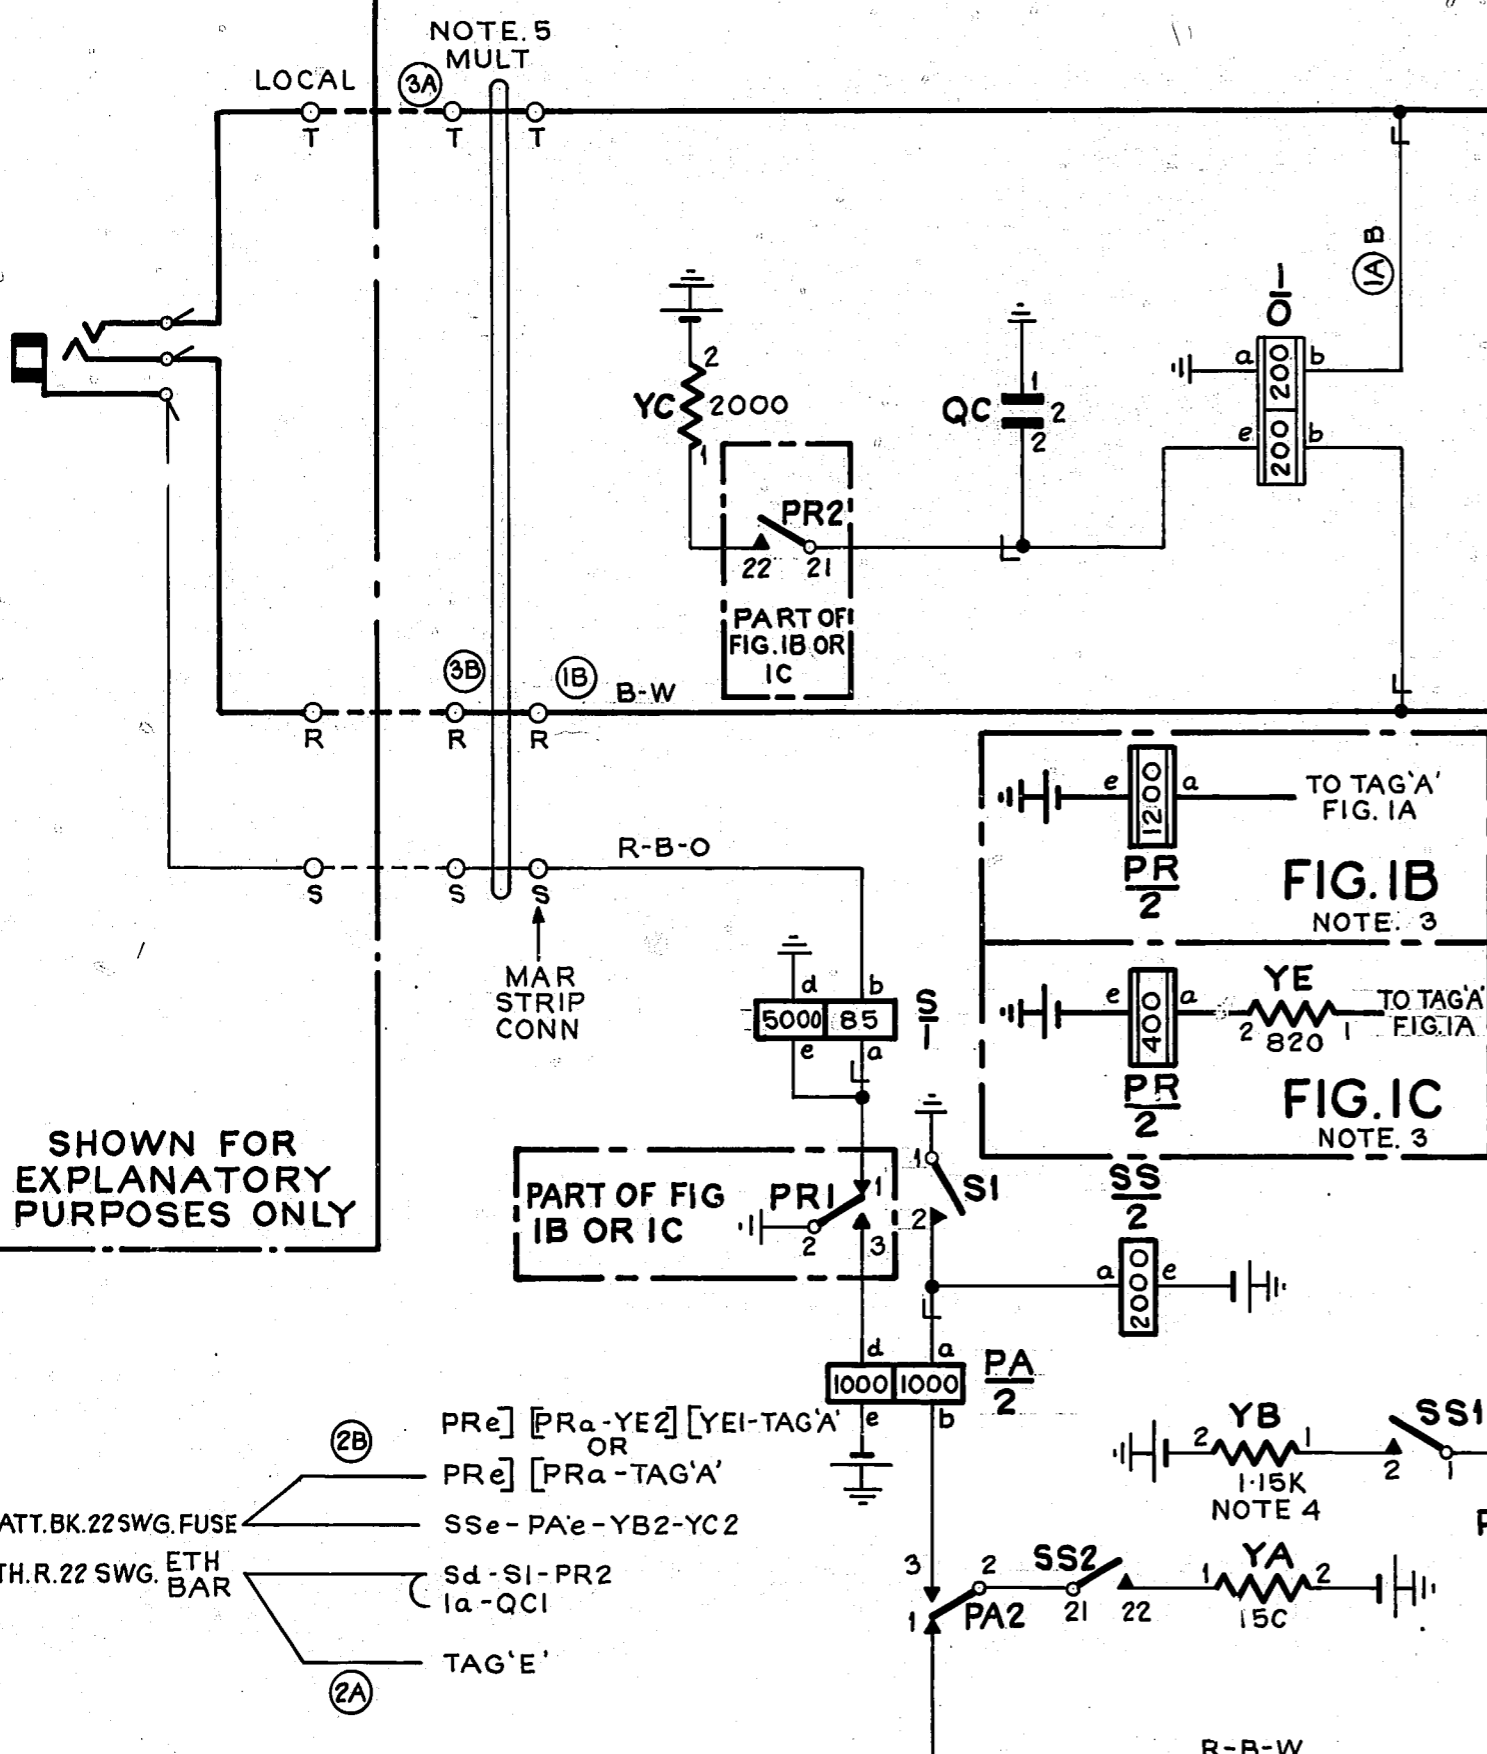 NOTE. 5
MULT
LOCAL
3A
T
T
T
L
B
1A
1
O
a
200
b
e
200
b
2
YC
2000
1
1
QC
2
2
PR2
22
21
L
PART OF
FIG. 1B OR
1C
3B
1B
B-W
L
R
R
R
e
1200
a
TO TAG 'A'
FIG. 1A
PR
2
FIG. 1B
NOTE. 3
R-B-O
S
S
S
MAR
STRIP
CONN
d
b
5000
85
S
1
e
a
L
e
400
a
YE
2
820
1
TO TAG 'A'
FIG. 1A
PR
2
FIG. 1C
NOTE. 3
SHOWN FOR
EXPLANATORY
PURPOSES ONLY
PART OF FIG
1B OR 1C
PR1
1
2
3
1
S1
2
SS
2
a
2000
e
L
d
a
1000
1000
PA
2
e
b
2B
PRe] [PRa-YE2] [YE1-TAG 'A'
OR
PRe] [PRa-TAG 'A'
ATT. BK. 22 SWG. FUSE
SSe-PAe-YB2-YC2
TH. R. 22 SWG. ETH
BAR
Sd-S1-PR2
1a-QC1
TAG 'E'
2A
YB
2
1
1·15K
NOTE 4
SS1
2
1
3
2
1
PA2
SS2
21
22
YA
1
2
15C
R-B-W